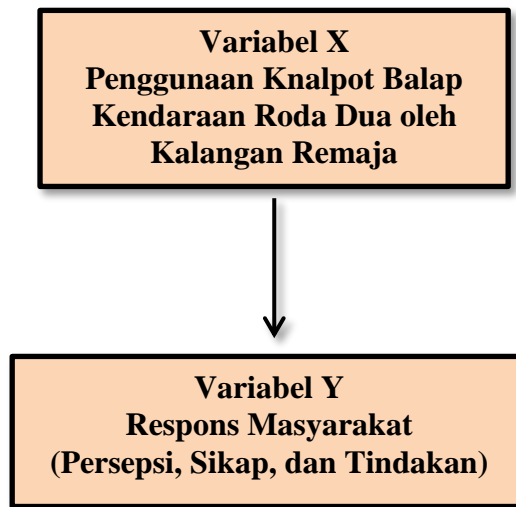 Variabel X
Penggunaan Knalpot Balap
Kendaraan Roda Dua oleh
Kalangan Remaja
Variabel Y
Respons Masyarakat
(Persepsi, Sikap, dan Tindakan)